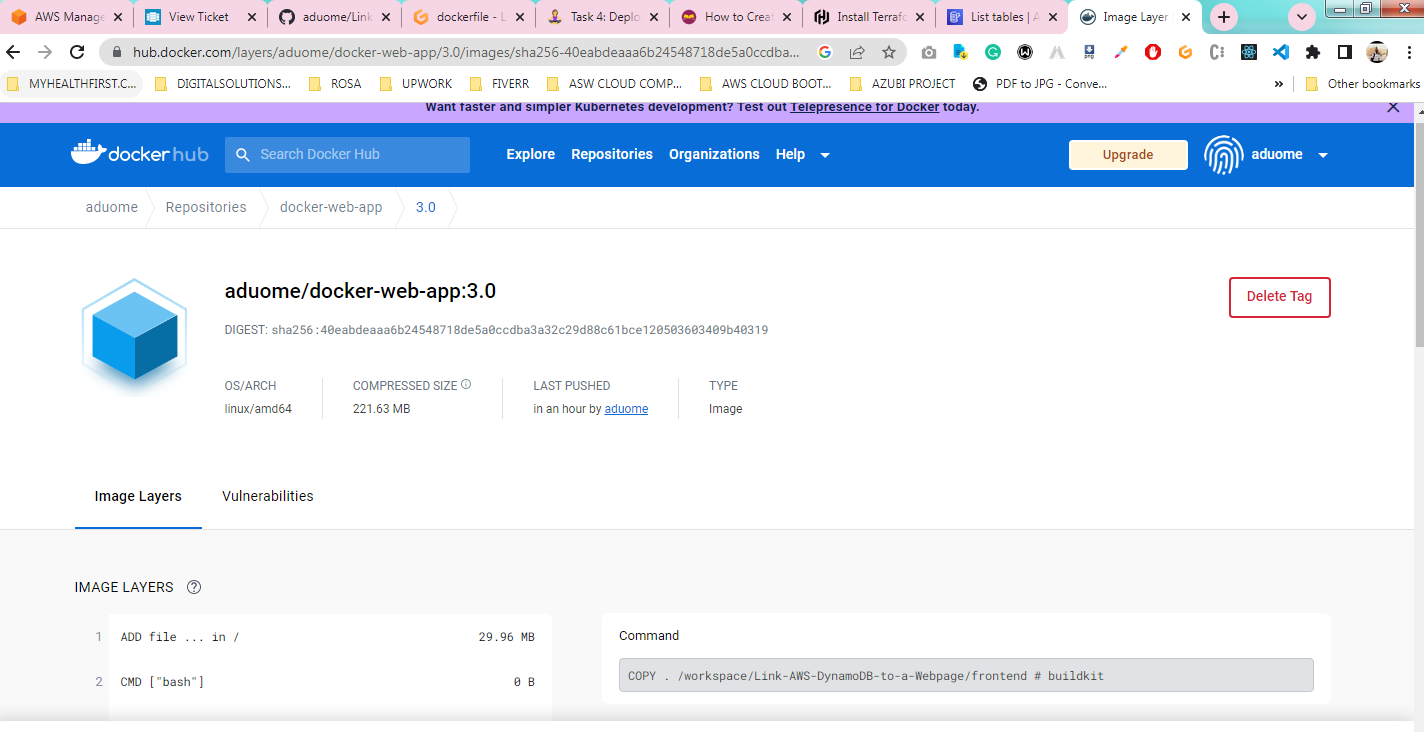 AWS Manage
View Ticket
aduome/Link
dockerfile - L
Task 4: Deplo
How to Creat
Install Terrafo
List tables | A
Image Layer
hub.docker.com/layers/aduome/docker-web-app/3.0/images/sha256-40eabdeaaa6b24548718de5a0ccdba...
MYHEALTHFIRST.C...
DIGITALSOLUTIONS...
ROSA
UPWORK
FIVERR
ASW CLOUD COMP...
AWS CLOUD BOOT...
AZUBI PROJECT
PDF to JPG - Conve...
»
Other bookmarks
Want faster and simpler Kubernetes development? Test out Telepresence for Docker today.
docker hub
Search Docker Hub
Explore
Repositories
Organizations
Help
Upgrade
aduome
aduome
Repositories
docker-web-app
3.0
aduome/docker-web-app:3.0
Delete Tag
DIGEST: sha256:40eabdeaaa6b24548718de5a0ccdba3a32c29d88c61bce120503603409b40319
OS/ARCH
COMPRESSED SIZE
LAST PUSHED
TYPE
linux/amd64
221.63 MB
in an hour by aduome
Image
Image Layers
Vulnerabilities
IMAGE LAYERS
1 ADD file ... in / 29.96 MB
2 CMD ["bash"] 0 B
Command
COPY . /workspace/Link-AWS-DynamoDB-to-a-Webpage/frontend # buildkit